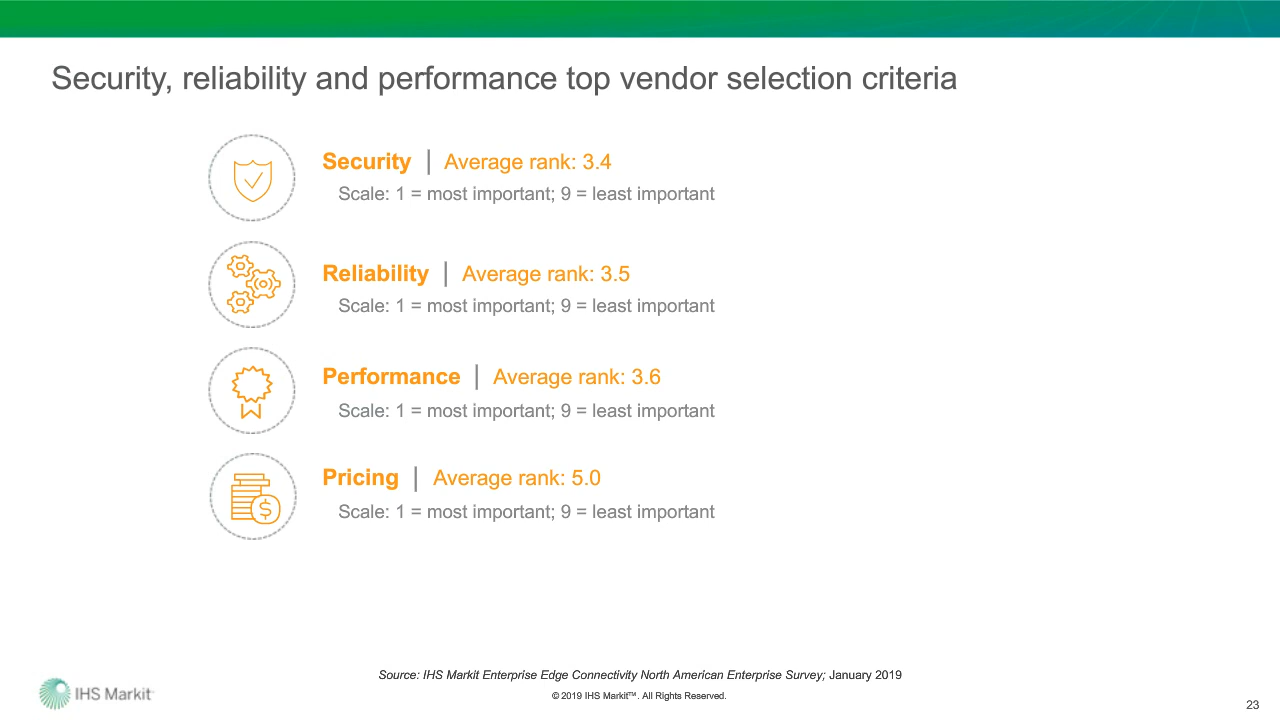 Security, reliability and performance top vendor selection criteria
Security | Average rank: 3.4
Scale: 1 = most important; 9 = least important
Reliability | Average rank: 3.5
Scale: 1 = most important; 9 = least important
Performance | Average rank: 3.6
Scale: 1 = most important; 9 = least important
$
Pricing | Average rank: 5.0
Scale: 1 = most important; 9 = least important
Source: IHS Markit Enterprise Edge Connectivity North American Enterprise Survey; January 2019
IHS Markit
© 2019 IHS Markit™. All Rights Reserved.
23